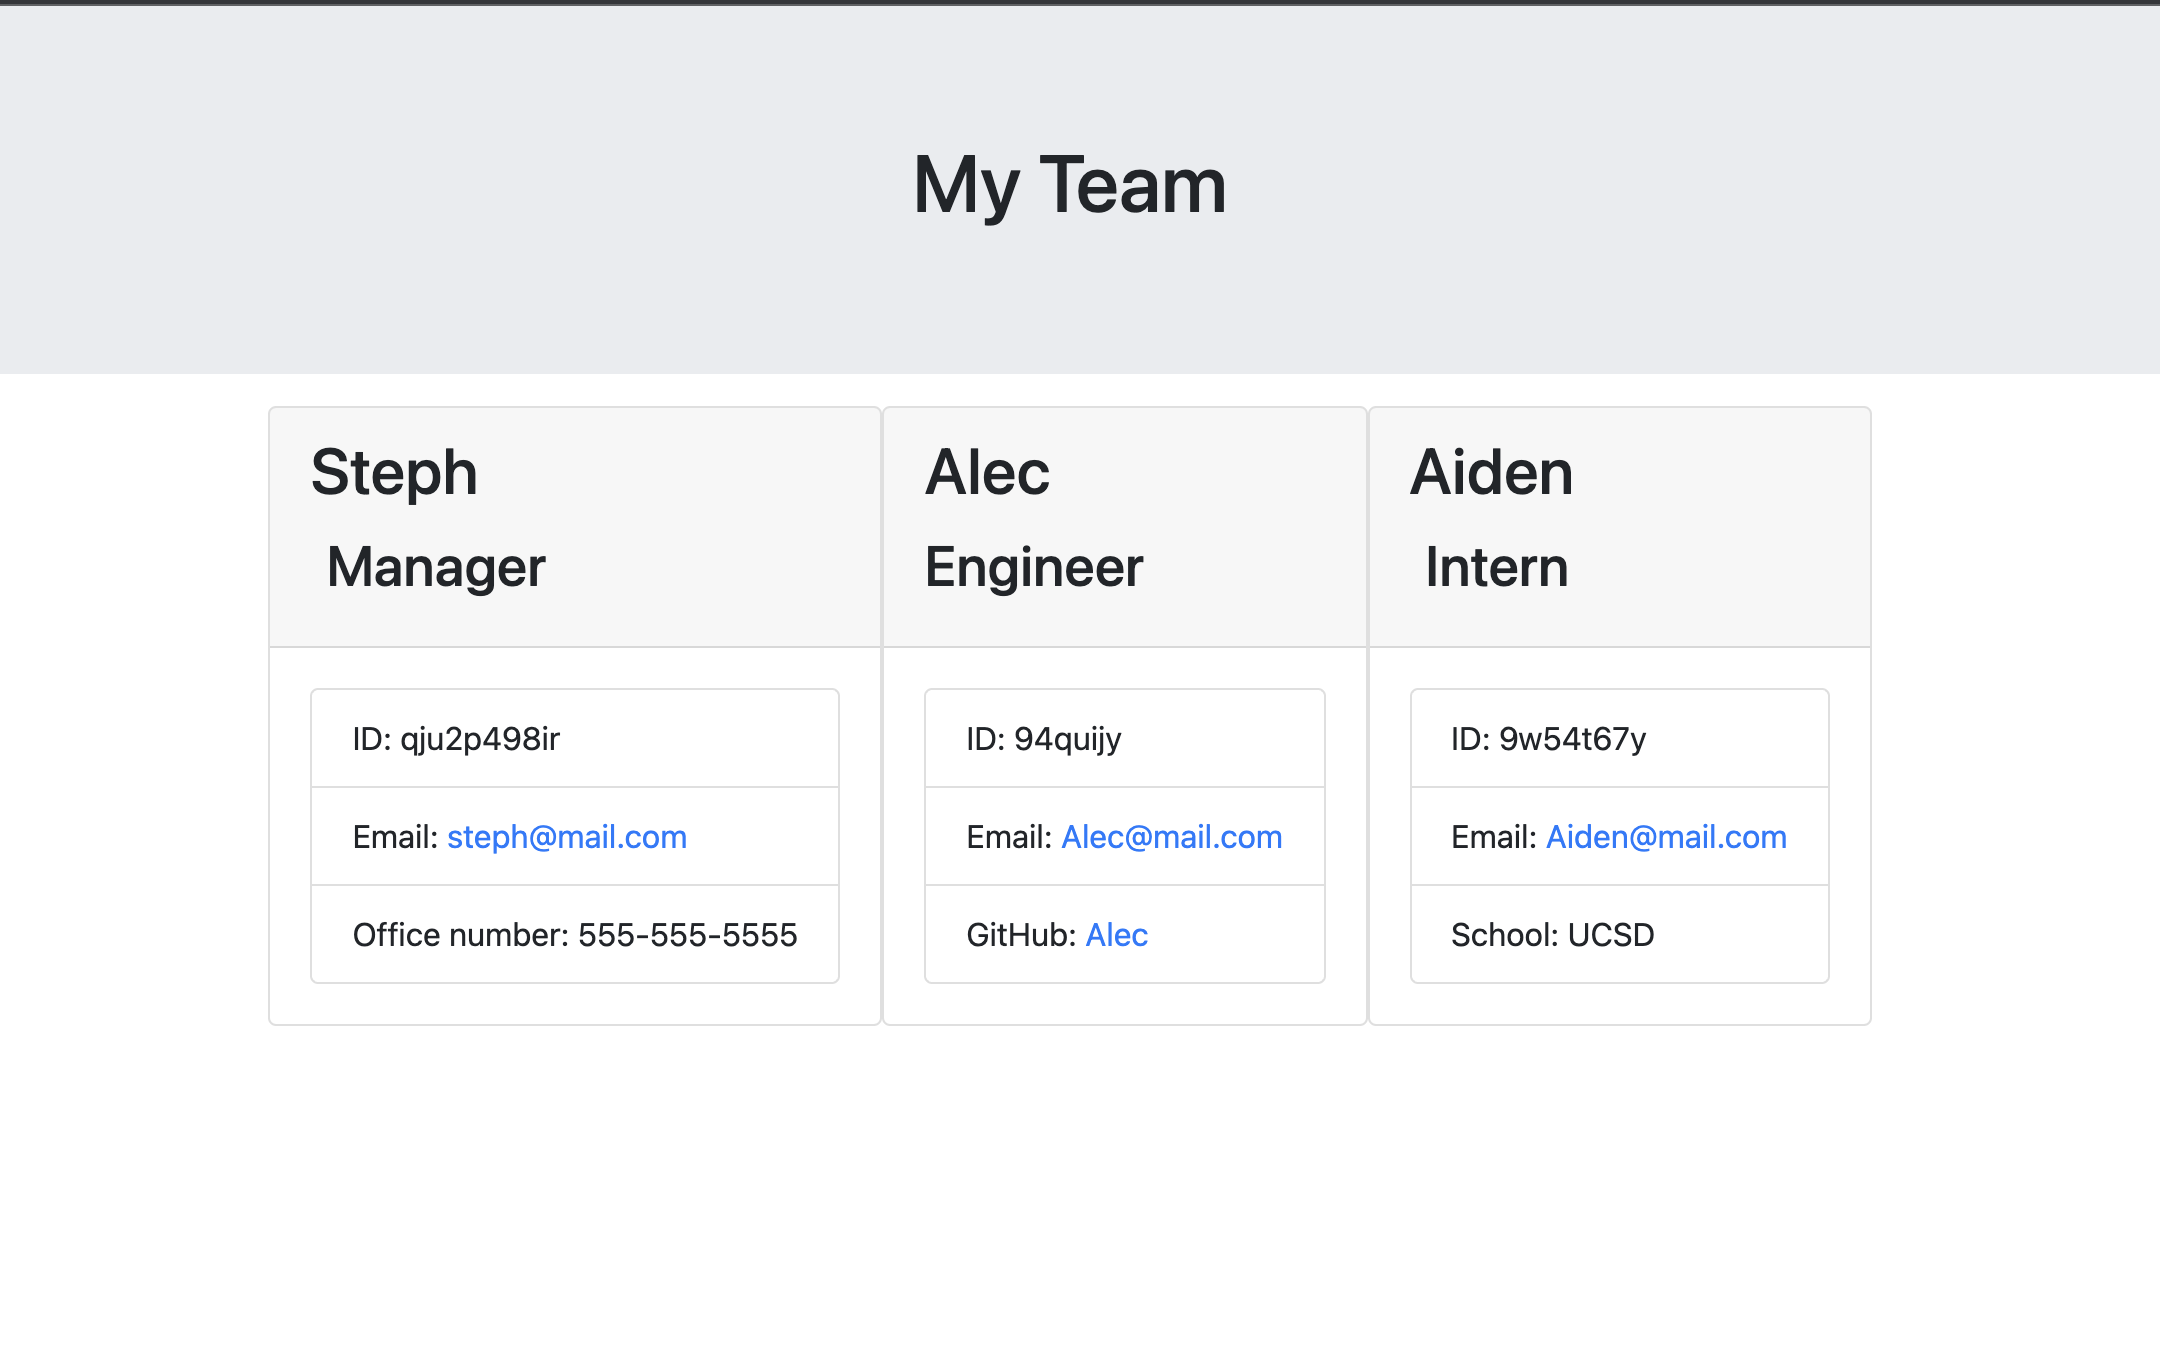 My Team
Steph
Manager
ID: qju2p498ir
Email: steph@mail.com
Office number: 555-555-5555
Alec
Engineer
ID: 94quijy
Email: Alec@mail.com
GitHub: Alec
Aiden
Intern
ID: 9w54t67y
Email: Aiden@mail.com
School: UCSD